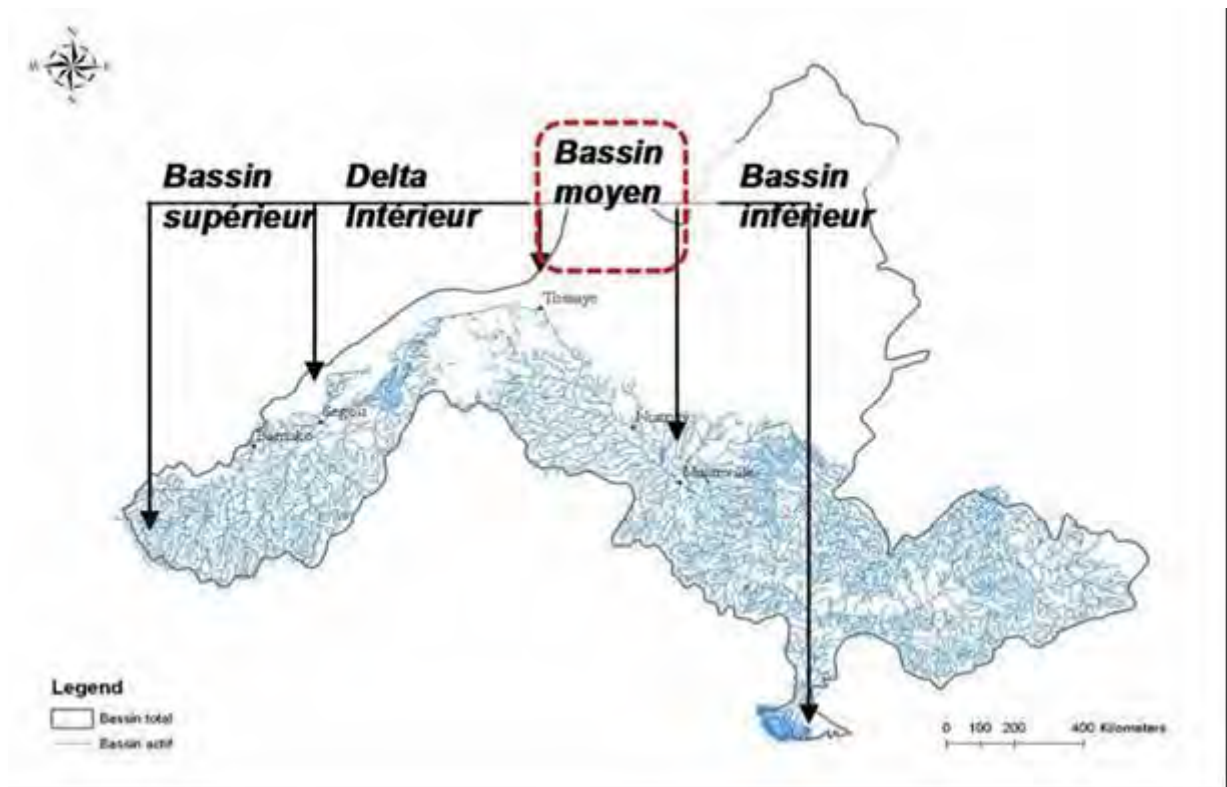 N
W
E
S
Bassin
supérieur
Delta
Intérieur
Bassin
moyen
Bassin
inférieur
Segou
Bamako
Legend
Bassin total
Bassin actif
0 100 200 400 Kilometers